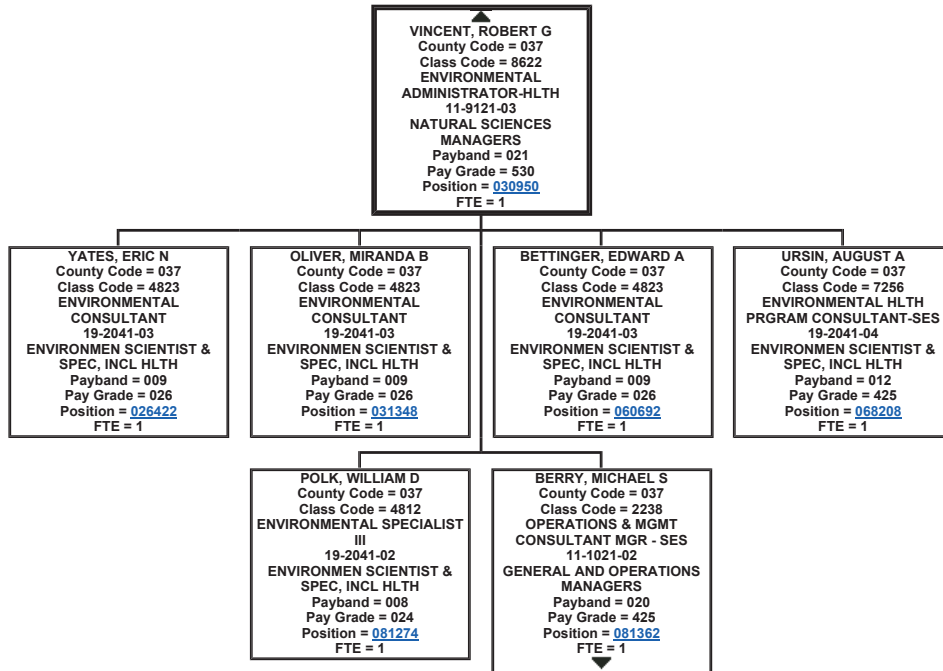 VINCENT, ROBERT G
County Code = 037
Class Code = 8622
ENVIRONMENTAL
ADMINISTRATOR-HLTH
11-9121-03
NATURAL SCIENCES
MANAGERS
Payband = 021
Pay Grade = 530
Position = 030950
FTE = 1
YATES, ERIC N
County Code = 037
Class Code = 4823
ENVIRONMENTAL
CONSULTANT
19-2041-03
ENVIRONMEN SCIENTIST &
SPEC, INCL HLTH
Payband = 009
Pay Grade = 026
Position = 026422
FTE = 1
OLIVER, MIRANDA B
County Code = 037
Class Code = 4823
ENVIRONMENTAL
CONSULTANT
19-2041-03
ENVIRONMEN SCIENTIST &
SPEC, INCL HLTH
Payband = 009
Pay Grade = 026
Position = 031348
FTE = 1
BETTINGER, EDWARD A
County Code = 037
Class Code = 4823
ENVIRONMENTAL
CONSULTANT
19-2041-03
ENVIRONMEN SCIENTIST &
SPEC, INCL HLTH
Payband = 009
Pay Grade = 026
Position = 060692
FTE = 1
URSIN, AUGUST A
County Code = 037
Class Code = 7256
ENVIRONMENTAL HLTH
PRGRAM CONSULTANT-SES
19-2041-04
ENVIRONMEN SCIENTIST &
SPEC, INCL HLTH
Payband = 012
Pay Grade = 425
Position = 068208
FTE = 1
POLK, WILLIAM D
County Code = 037
Class Code = 4812
ENVIRONMENTAL SPECIALIST
III
19-2041-02
ENVIRONMEN SCIENTIST &
SPEC, INCL HLTH
Payband = 008
Pay Grade = 024
Position = 081274
FTE = 1
BERRY, MICHAEL S
County Code = 037
Class Code = 2238
OPERATIONS & MGMT
CONSULTANT MGR - SES
11-1021-02
GENERAL AND OPERATIONS
MANAGERS
Payband = 020
Pay Grade = 425
Position = 081362
FTE = 1